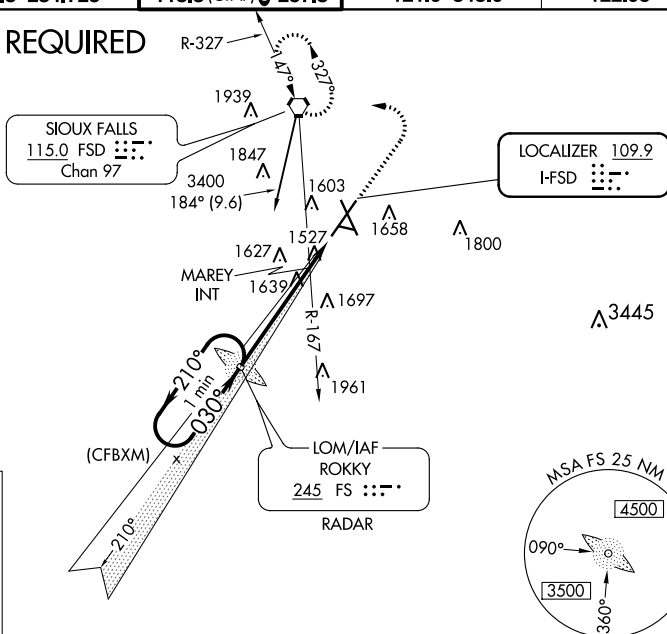 REQUIRED
R-327
147°
327°
1939
SIOUX FALLS
115.0 FSD
Chan 97
1847
3400
184° (9.6)
1603
LOCALIZER 109.9
I-FSD
1658
1800
1527
1627
MAREY
INT
1639
1697
R-167
3445
1961
210°
1 min
030°
(CFBXM)
x
LOM/IAF
ROKKY
245 FS
RADAR
210°
MSA FS 25 NM
4500
090°
3500
360°